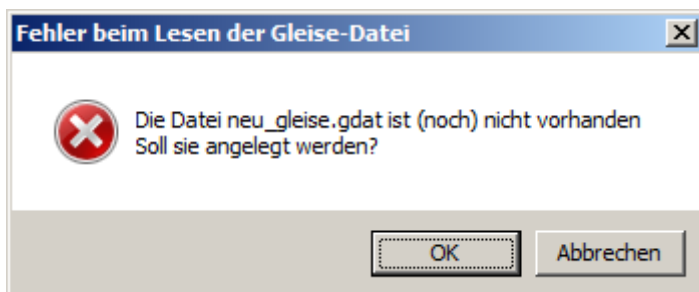 Fehler beim Lesen der Gleise-Datei
Die Datei neu_gleise.gdat ist (noch) nicht vorhanden
Soll sie angelegt werden?
OK
Abbrechen